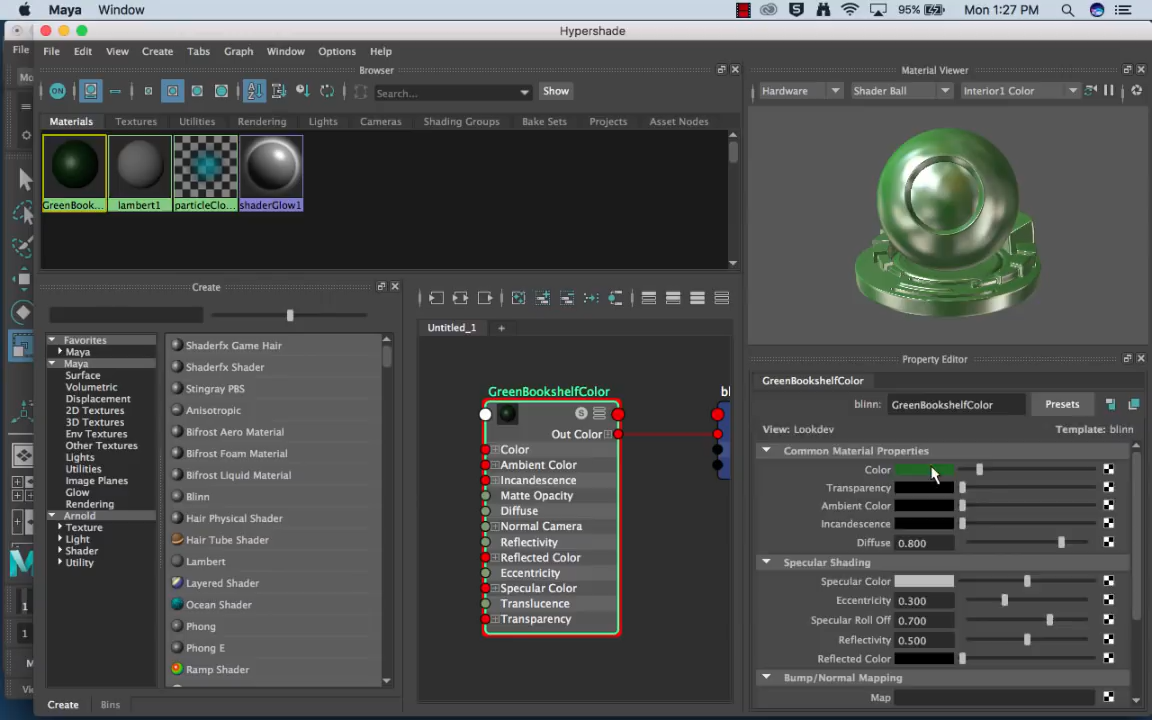 Maya Window 95% Mon 1:27 PM
Hypershade
File
File Edit View Create Tabs Graph Window Options Help
Browser
Material Viewer
Mo
ON Search... Show
Hardware Shader Ball Interior1 Color
Materials Textures Utilities Rendering Lights Cameras Shading Groups Bake Sets Projects Asset Nodes
GreenBook... lambert1 particleClo... shaderGlow1
Create
Untitled_1 +
Favorites
Maya
Maya
Surface
Volumetric
Displacement
2D Textures
3D Textures
Env Textures
Other Textures
Lights
Utilities
Image Planes
Glow
Rendering
Arnold
Texture
Light
Shader
Utility
Shaderfx Game Hair
Shaderfx Shader
Stingray PBS
Anisotropic
Bifrost Aero Material
Bifrost Foam Material
Bifrost Liquid Material
Blinn
Hair Physical Shader
Hair Tube Shader
Lambert
Layered Shader
Ocean Shader
Phong
Phong E
Ramp Shader
GreenBookshelfColor
bl
S
Out Color
Color
Ambient Color
Incandescence
Matte Opacity
Diffuse
Normal Camera
Reflectivity
Reflected Color
Eccentricity
Specular Color
Translucence
Transparency
Property Editor
GreenBookshelfColor
blinn: GreenBookshelfColor Presets
View: Lookdev Template: blinn
Common Material Properties
Color
Transparency
Ambient Color
Incandescence
Diffuse 0.800
Specular Shading
Specular Color
Eccentricity 0.300
Specular Roll Off 0.700
Reflectivity 0.500
Reflected Color
Bump/Normal Mapping
Map
1
1
M
Vi
Create Bins